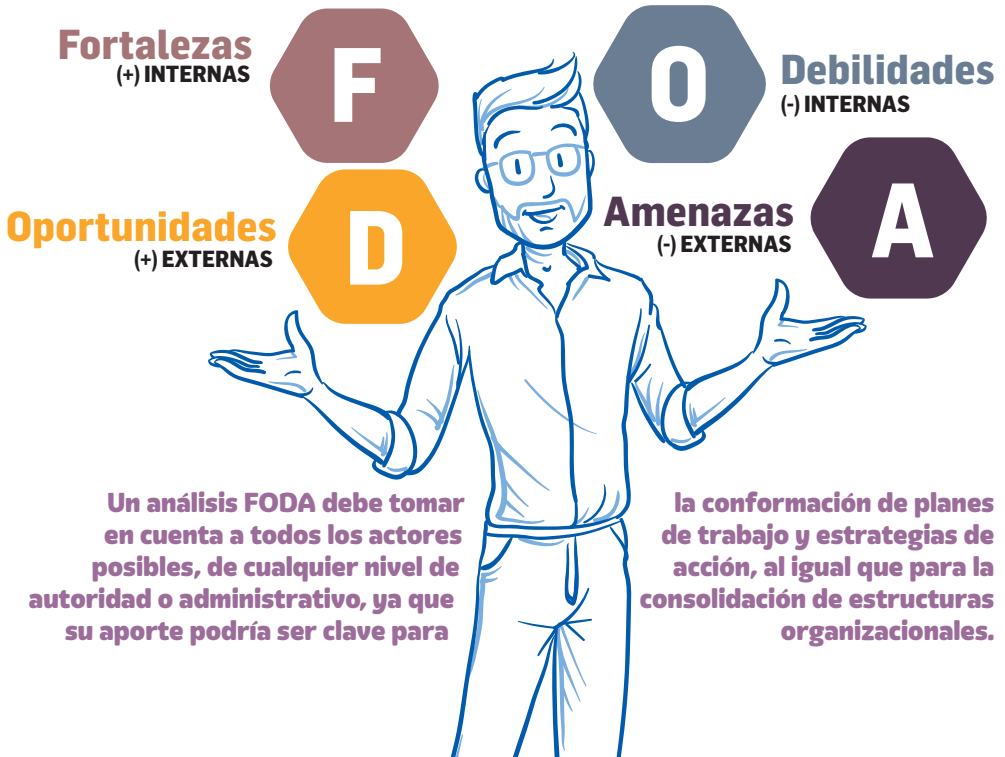 Fortalezas
(+) INTERNAS
F
O
Debilidades
(-) INTERNAS
Oportunidades
(+) EXTERNAS
D
Amenazas
(-) EXTERNAS
A
Un análisis FODA debe tomar
en cuenta a todos los actores
posibles, de cualquier nivel de
autoridad o administrativo, ya que
su aporte podría ser clave para
la conformación de planes
de trabajo y estrategias de
acción, al igual que para la
consolidación de estructuras
organizacionales.